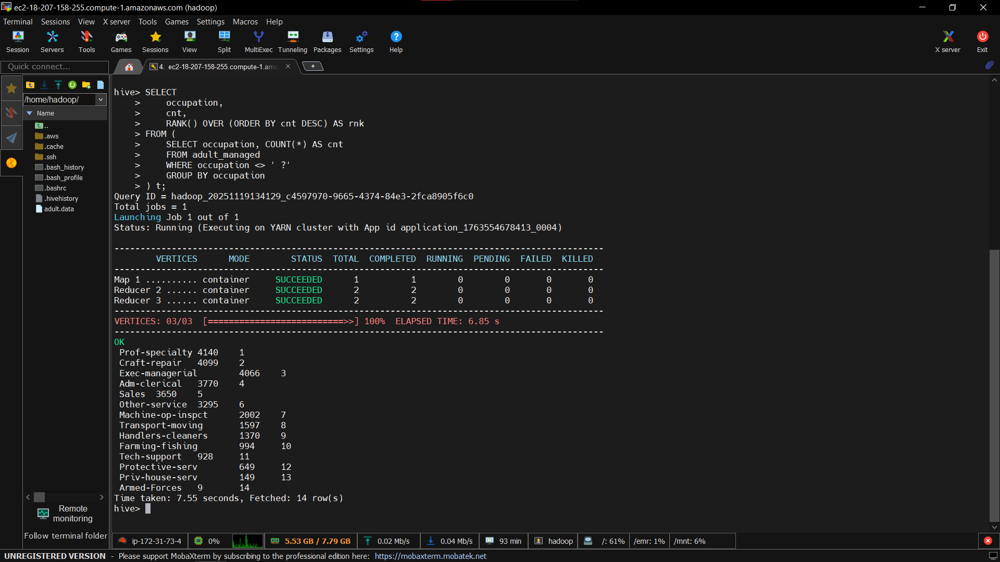 ec2-18-207-158-255.compute-1.amazonaws.com (hadoop)
Terminal Sessions View X server Tools Games Settings Macros Help
Session Servers Tools Games Sessions View Split MultiExec Tunneling Packages Settings Help X server Exit
Quick connect...
4. ec2-18-207-158-255.compute-1.ama
/home/hadoop/
Name
..
.aws
.cache
.ssh
.bash_history
.bash_profile
.bashrc
.hivehistory
adult.data
Remote
monitoring
Follow terminal folder
hive> SELECT
    >     occupation,
    >     cnt,
    >     RANK() OVER (ORDER BY cnt DESC) AS rnk
    > FROM (
    >     SELECT occupation, COUNT(*) AS cnt
    >     FROM adult_managed
    >     WHERE occupation <> ' ?'
    >     GROUP BY occupation
    > ) t;
Query ID = hadoop_20251119134129_c4597970-9665-4374-84e3-2fca8905f6c0
Total jobs = 1
Launching Job 1 out of 1
Status: Running (Executing on YARN cluster with App id application_1763554678413_0004)
----------------------------------------------------------------------------------------------
        VERTICES      MODE        STATUS  TOTAL  COMPLETED  RUNNING  PENDING  FAILED  KILLED
----------------------------------------------------------------------------------------------
Map 1 .......... container     SUCCEEDED      1          1        0        0       0       0
Reducer 2 ...... container     SUCCEEDED      2          2        0        0       0       0
Reducer 3 ...... container     SUCCEEDED      2          2        0        0       0       0
----------------------------------------------------------------------------------------------
VERTICES: 03/03  [==========================>>] 100%  ELAPSED TIME: 6.85 s
----------------------------------------------------------------------------------------------
OK
 Prof-specialty 4140    1
 Craft-repair   4099    2
 Exec-managerial        4066    3
 Adm-clerical   3770    4
 Sales  3650    5
 Other-service  3295    6
 Machine-op-inspct      2002    7
 Transport-moving       1597    8
 Handlers-cleaners      1370    9
 Farming-fishing        994     10
 Tech-support   928     11
 Protective-serv        649     12
 Priv-house-serv        149     13
 Armed-Forces   9       14
Time taken: 7.55 seconds, Fetched: 14 row(s)
hive>
ip-172-31-73-4 0% 5.53 GB / 7.79 GB 0.02 Mb/s 0.04 Mb/s 93 min hadoop /: 61% /emr: 1% /mnt: 6%
UNREGISTERED VERSION - Please support MobaXterm by subscribing to the professional edition here: https://mobaxterm.mobatek.net